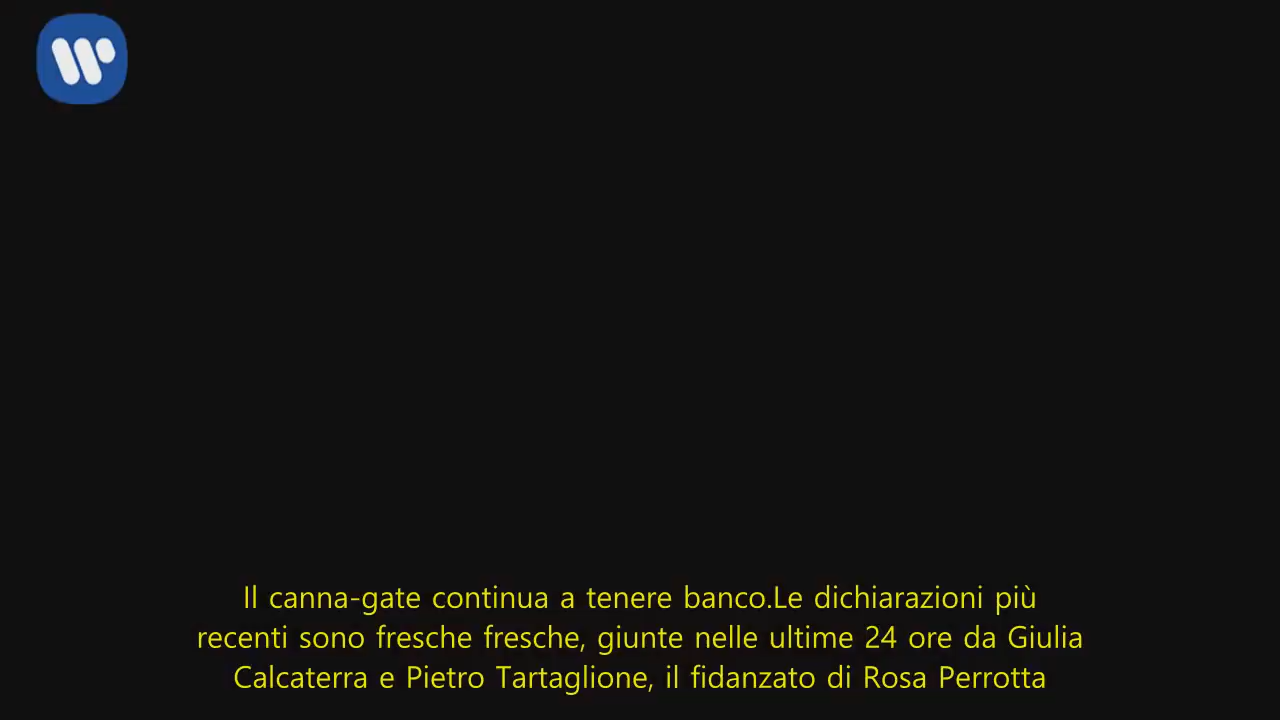 Il canna-gate continua a tenere banco.Le dichiarazioni più
recenti sono fresche fresche, giunte nelle ultime 24 ore da Giulia
Calcaterra e Pietro Tartaglione, il fidanzato di Rosa Perrotta